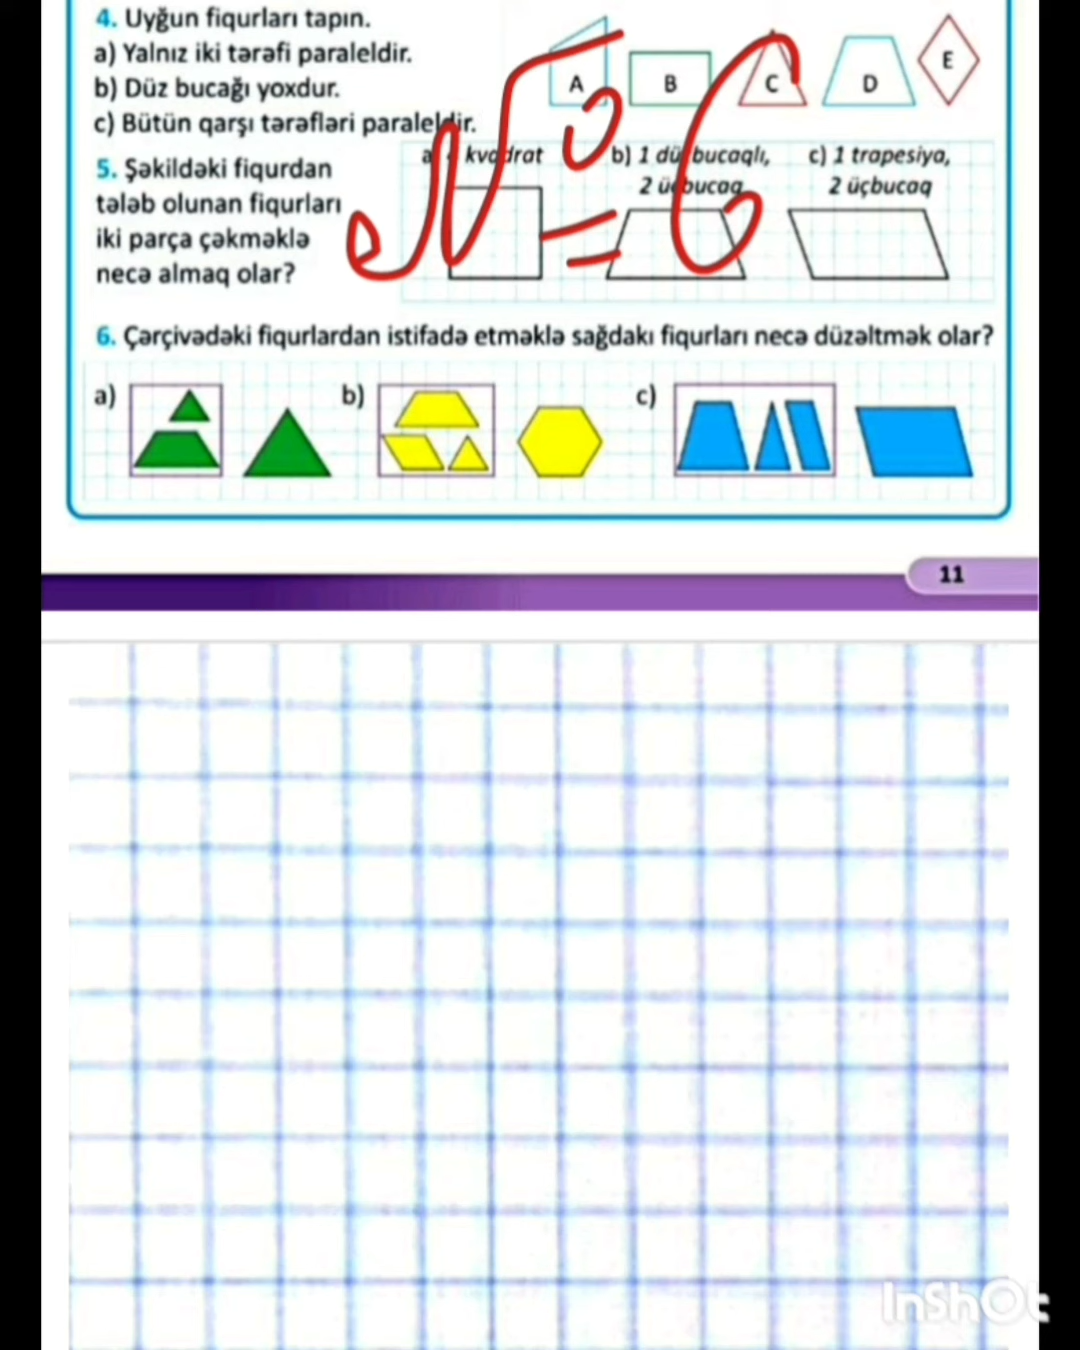 4. Uyğun fiqurları tapın.
a) Yalnız iki tərəfi paraleldir.
b) Düz bucağı yoxdur.
c) Bütün qarşı tərəfləri paraleldir.
A B C D E
5. Şəkildəki fiqurdan
tələb olunan fiqurları
iki parça çəkməklə
necə almaq olar?
kvadrat
b) 1 düzbucaqlı,
2 üçbucaq
c) 1 trapesiya,
2 üçbucaq
№ 6
6. Çərçivədəki fiqurlardan istifadə etməklə sağdakı fiqurları necə düzəltmək olar?
a) b) c)
11
InShOt